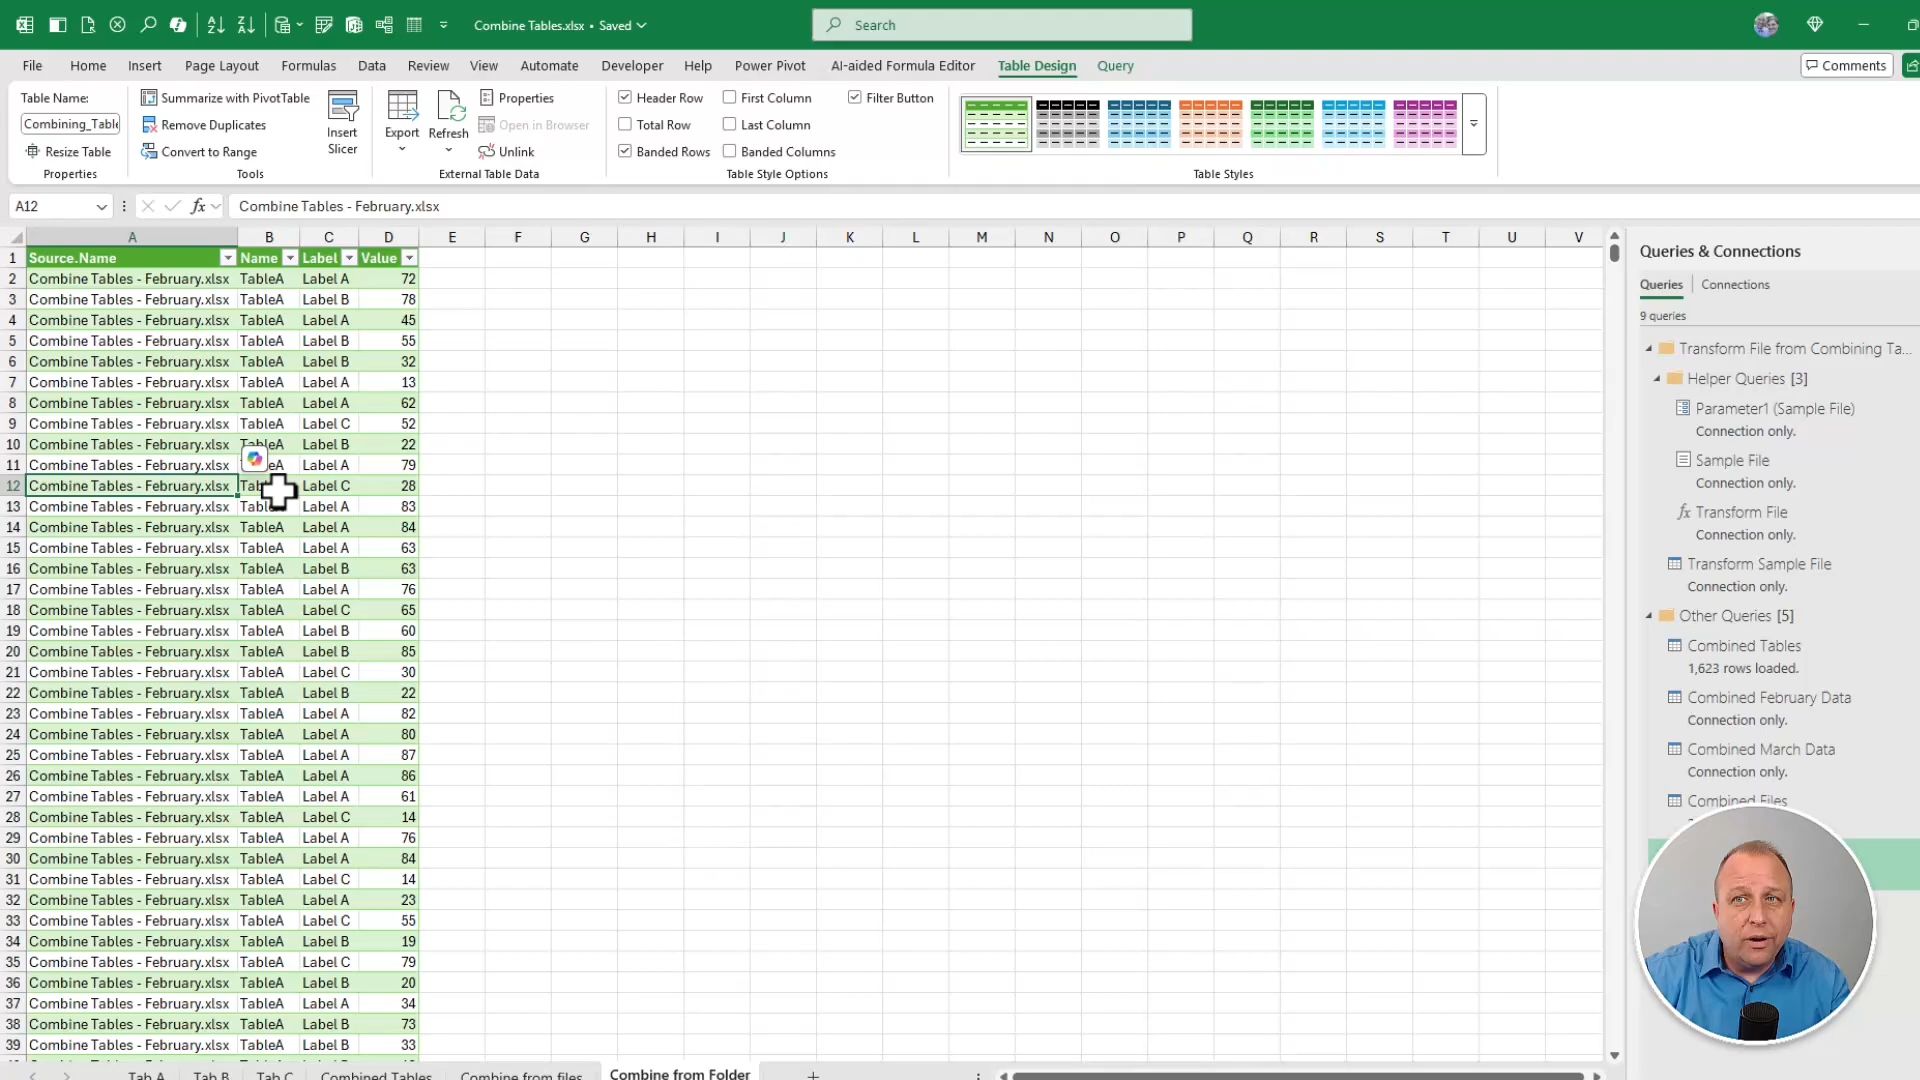 Combine Tables.xlsx • Saved
Search
File Home Insert Page Layout Formulas Data Review View Automate Developer Help Power Pivot AI-aided Formula Editor Table Design Query
Comments
Table Name:
Combining_Table
Resize Table
Properties
Summarize with PivotTable
Remove Duplicates
Convert to Range
Tools
Insert
Slicer
Export
Refresh
Properties
Open in Browser
Unlink
External Table Data
Header Row First Column Filter Button
Total Row Last Column
Banded Rows Banded Columns
Table Style Options
Table Styles
A12 fx Combine Tables - February.xlsx
A B C D E F G H I J K L M N O P Q R S T U V
1 Source.Name Name Label Value
2 Combine Tables - February.xlsx TableA Label A 72
3 Combine Tables - February.xlsx TableA Label B 78
4 Combine Tables - February.xlsx TableA Label A 45
5 Combine Tables - February.xlsx TableA Label B 55
6 Combine Tables - February.xlsx TableA Label B 32
7 Combine Tables - February.xlsx TableA Label A 13
8 Combine Tables - February.xlsx TableA Label A 62
9 Combine Tables - February.xlsx TableA Label C 52
10 Combine Tables - February.xlsx TableA Label B 22
11 Combine Tables - February.xlsx Label A 79
12 Combine Tables - February.xlsx Label C 28
13 Combine Tables - February.xlsx Label A 83
14 Combine Tables - February.xlsx TableA Label A 84
15 Combine Tables - February.xlsx TableA Label A 63
16 Combine Tables - February.xlsx TableA Label B 63
17 Combine Tables - February.xlsx TableA Label A 76
18 Combine Tables - February.xlsx TableA Label C 65
19 Combine Tables - February.xlsx TableA Label B 60
20 Combine Tables - February.xlsx TableA Label B 85
21 Combine Tables - February.xlsx TableA Label C 30
22 Combine Tables - February.xlsx TableA Label B 22
23 Combine Tables - February.xlsx TableA Label A 82
24 Combine Tables - February.xlsx TableA Label A 80
25 Combine Tables - February.xlsx TableA Label A 87
26 Combine Tables - February.xlsx TableA Label A 86
27 Combine Tables - February.xlsx TableA Label A 61
28 Combine Tables - February.xlsx TableA Label C 14
29 Combine Tables - February.xlsx TableA Label A 76
30 Combine Tables - February.xlsx TableA Label A 84
31 Combine Tables - February.xlsx TableA Label C 14
32 Combine Tables - February.xlsx TableA Label A 23
33 Combine Tables - February.xlsx TableA Label C 55
34 Combine Tables - February.xlsx TableA Label B 19
35 Combine Tables - February.xlsx TableA Label C 79
36 Combine Tables - February.xlsx TableA Label B 20
37 Combine Tables - February.xlsx TableA Label A 34
38 Combine Tables - February.xlsx TableA Label B 73
39 Combine Tables - February.xlsx TableA Label B 33
Tab A Tab B Tab C Combined Tables Combine from files Combine from Folder
Queries & Connections
Queries Connections
9 queries
Transform File from Combining Ta...
Helper Queries [3]
Parameter1 (Sample File)
Connection only.
Sample File
Connection only.
fx Transform File
Connection only.
Transform Sample File
Connection only.
Other Queries [5]
Combined Tables
1,623 rows loaded.
Combined February Data
Connection only.
Combined March Data
Connection only.
Combined Files